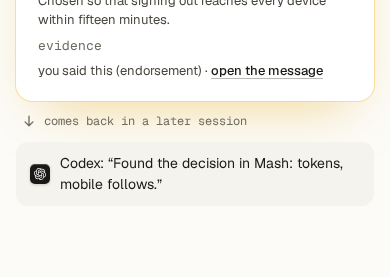 Chosen so that signing out reaches every device
within fifteen minutes.
evidence
you said this (endorsement) · open the message
↓ comes back in a later session
Codex: “Found the decision in Mash: tokens,
mobile follows.”